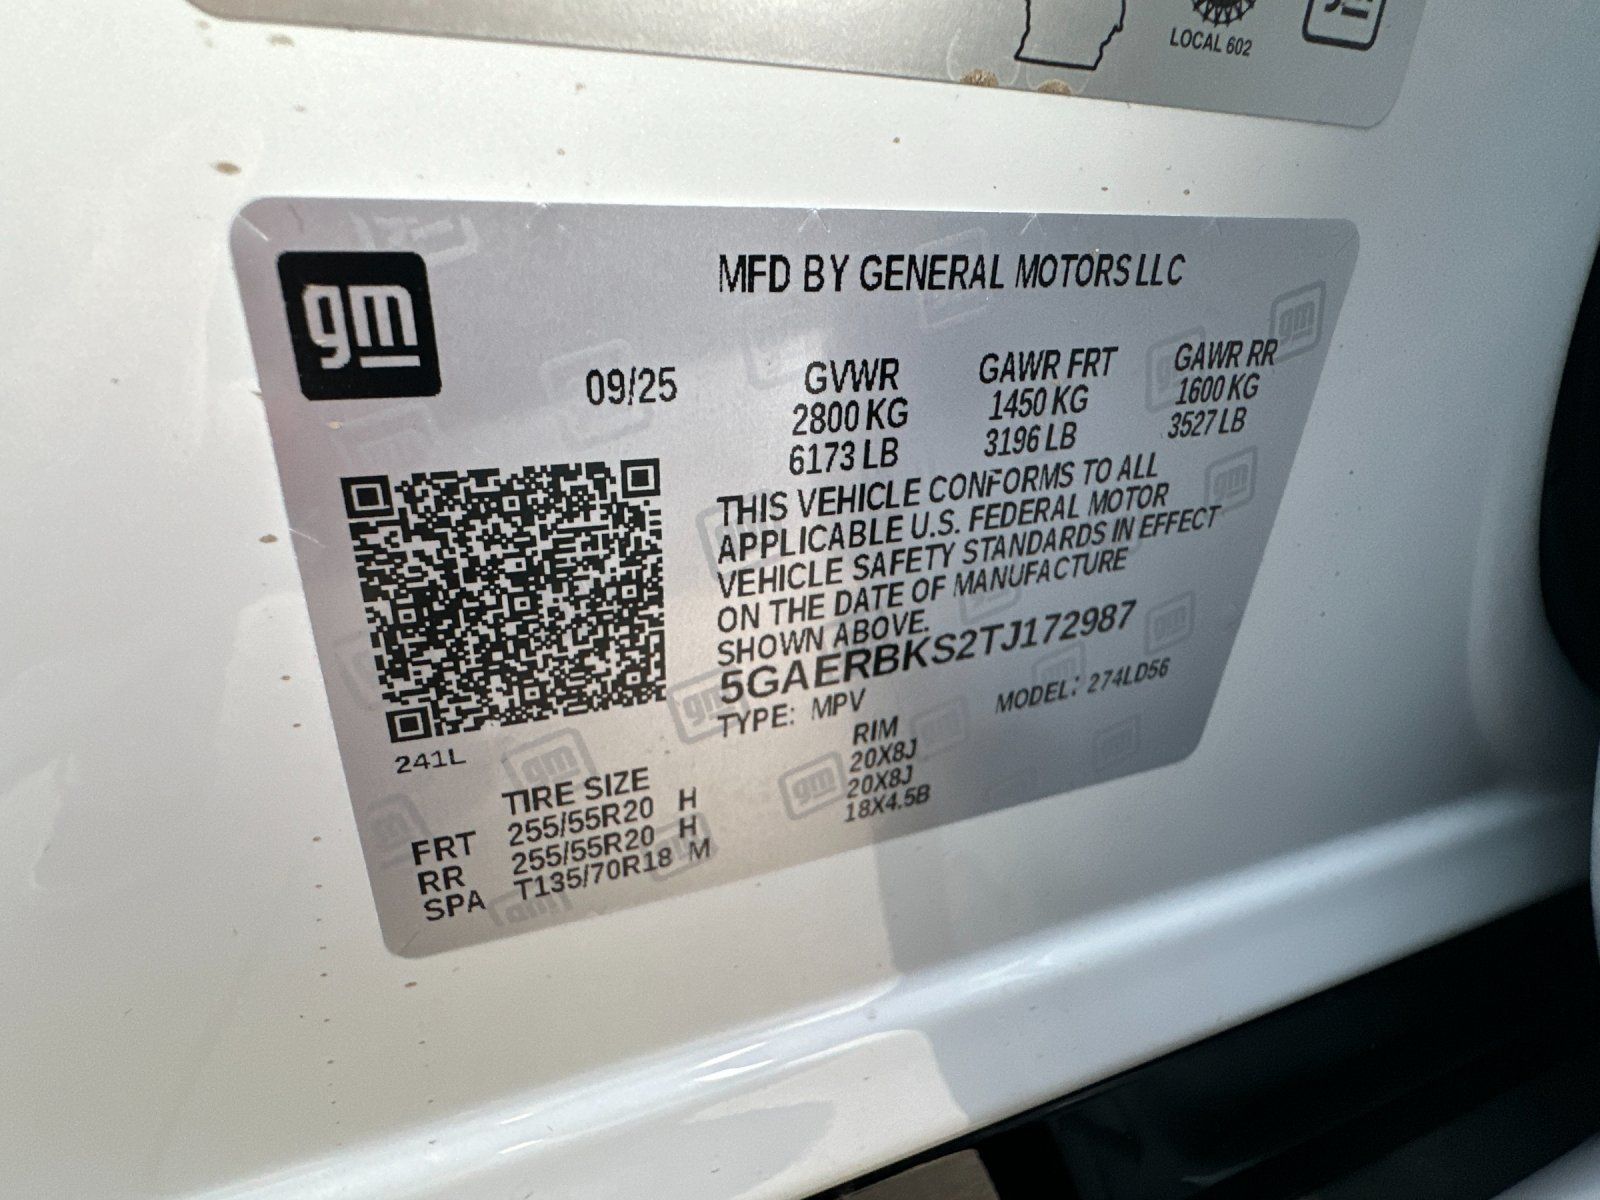 LOCAL 602
gm
MFD BY GENERAL MOTORS LLC
09/25
GVWR GAWR FRT GAWR RR
2800 KG 1450 KG 1600 KG
6173 LB 3196 LB 3527 LB
THIS VEHICLE CONFORMS TO ALL
APPLICABLE U.S. FEDERAL MOTOR
VEHICLE SAFETY STANDARDS IN EFFECT
ON THE DATE OF MANUFACTURE
SHOWN ABOVE.
5GAERBKS2TJ172987
TYPE: MPV MODEL: 274LD56
241L
TIRE SIZE RIM
FRT 255/55R20 H 20X8J
RR 255/55R20 H 20X8J
SPA T135/70R18 M 18X4.5B